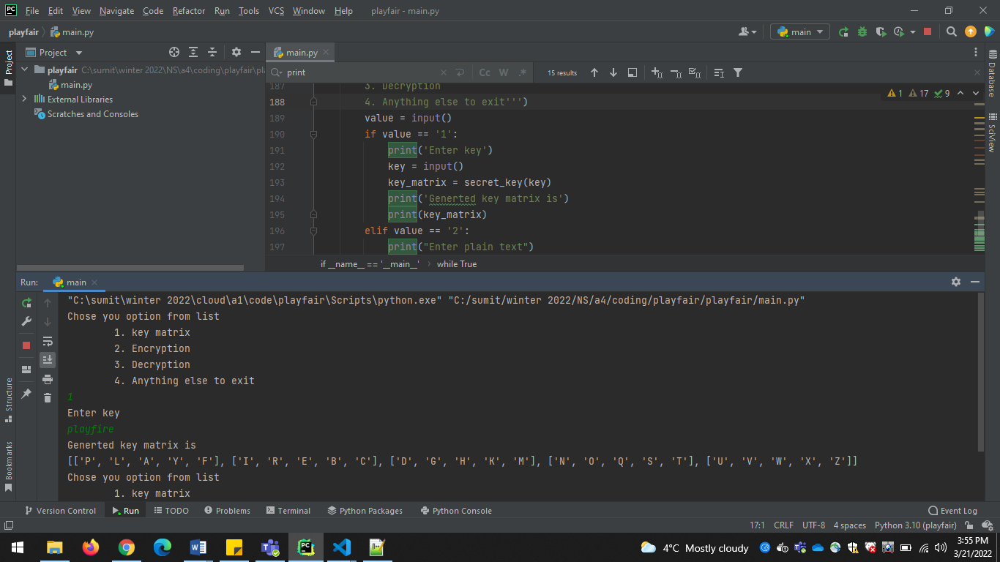 File Edit View Navigate Code Refactor Run Tools VCS Window Help playfair - main.py
playfair main.py main
Project main.py
print Cc W .* 15 results
playfair C:\sumit\winter 2022\NS\a4\coding\playfair\pl
main.py
External Libraries
Scratches and Consoles
Project
Structure
Bookmarks
Database
SciView
1 17 9
187 3. Decryption
188 4. Anything else to exit''')
189 value = input()
190 if value == '1':
191 print('Enter key')
192 key = input()
193 key_matrix = secret_key(key)
194 print('Generted key matrix is')
195 print(key_matrix)
196 elif value == '2':
197 print("Enter plain text")
if __name__ == '__main__' while True
Run: main
"C:\sumit\winter 2022\cloud\a1\code\playfair\Scripts\python.exe" "C:/sumit/winter 2022/NS/a4/coding/playfair/playfair/main.py"
Chose you option from list
1. key matrix
2. Encryption
3. Decryption
4. Anything else to exit
1
Enter key
playfire
Generted key matrix is
[['P', 'L', 'A', 'Y', 'F'], ['I', 'R', 'E', 'B', 'C'], ['D', 'G', 'H', 'K', 'M'], ['N', 'O', 'Q', 'S', 'T'], ['U', 'V', 'W', 'X', 'Z']]
Chose you option from list
1. key matrix
Version Control Run TODO Problems Terminal Python Packages Python Console Event Log
17:1 CRLF UTF-8 4 spaces Python 3.10 (playfair)
4°C Mostly cloudy 3:55 PM
3/21/2022